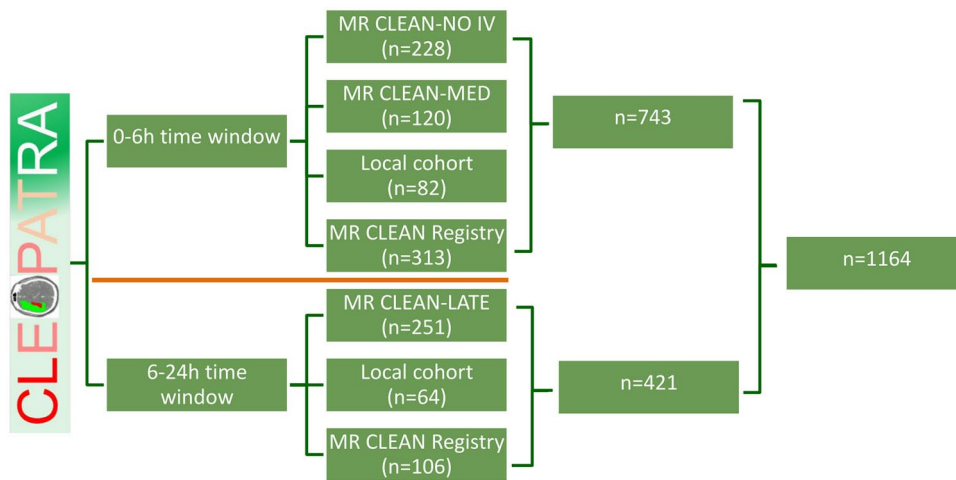 CLEOPATRA
0-6h time window
MR CLEAN-NO IV
(n=228)
MR CLEAN-MED
(n=120)
Local cohort
(n=82)
MR CLEAN Registry
(n=313)
n=743
6-24h time
window
MR CLEAN-LATE
(n=251)
Local cohort
(n=64)
MR CLEAN Registry
(n=106)
n=421
n=1164